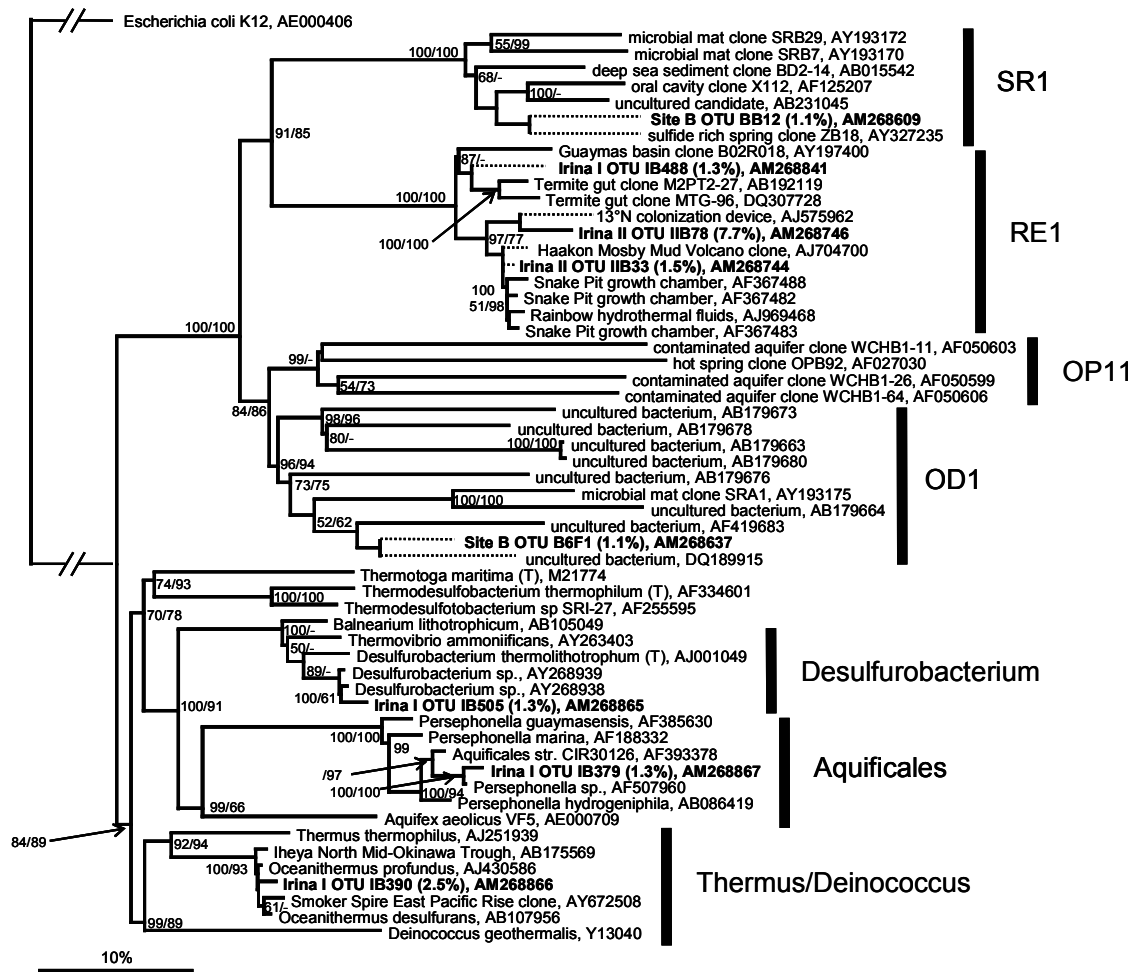 Escherichia coli K12, AE000406
microbial mat clone SRB29, AY193172
55/99
100/100
microbial mat clone SRB7, AY193170
deep sea sediment clone BD2-14, AB015542
68/-
SR1
oral cavity clone X112, AF125207
100/-
uncultured candidate, AB231045
Site B OTU BB12 (1.1%), AM268609
91/85
sulfide rich spring clone ZB18, AY327235
Guaymas basin clone B02R018, AY197400
87/-
Irina I OTU IB488 (1.3%), AM268841
Termite gut clone M2PT2-27, AB192119
100/100
Termite gut clone MTG-96, DQ307728
13°N colonization device, AJ575962
Irina II OTU IIB78 (7.7%), AM268746
RE1
100/100
97/77
Haakon Mosby Mud Volcano clone, AJ704700
Irina II OTU IIB33 (1.5%), AM268744
Snake Pit growth chamber, AF367488
100
Snake Pit growth chamber, AF367482
51/98
Rainbow hydrothermal fluids, AJ969468
100/100
Snake Pit growth chamber, AF367483
contaminated aquifer clone WCHB1-11, AF050603
99/-
hot spring clone OPB92, AF027030
OP11
contaminated aquifer clone WCHB1-26, AF050599
54/73
contaminated aquifer clone WCHB1-64, AF050606
84/86
uncultured bacterium, AB179673
98/96
uncultured bacterium, AB179678
80/-
100/100
uncultured bacterium, AB179663
uncultured bacterium, AB179680
96/94
uncultured bacterium, AB179676
OD1
73/75
microbial mat clone SRA1, AY193175
100/100
uncultured bacterium, AB179664
52/62
uncultured bacterium, AF419683
Site B OTU B6F1 (1.1%), AM268637
uncultured bacterium, DQ189915
Thermotoga maritima (T), M21774
74/93
Thermodesulfobacterium thermophilum (T), AF334601
100/100
Thermodesulfotobacterium sp SRI-27, AF255595
70/78
Balnearium lithotrophicum, AB105049
100/-
Thermovibrio ammoniificans, AY263403
50/-
Desulfurobacterium thermolithotrophum (T), AJ001049
89/-
Desulfurobacterium sp., AY268939
Desulfurobacterium
Desulfurobacterium sp., AY268938
100/61
Irina I OTU IB505 (1.3%), AM268865
100/91
Persephonella guaymasensis, AF385630
100/100
Persephonella marina, AF188332
99
Aquificales str. CIR30126, AF393378
/97
Irina I OTU IB379 (1.3%), AM268867
Aquificales
100/100
100/94
Persephonella sp., AF507960
Persephonella hydrogeniphila, AB086419
99/66
Aquifex aeolicus VF5, AE000709
84/89
Thermus thermophilus, AJ251939
92/94
Iheya North Mid-Okinawa Trough, AB175569
100/93
Oceanithermus profundus, AJ430586
Irina I OTU IB390 (2.5%), AM268866
Thermus/Deinococcus
Smoker Spire East Pacific Rise clone, AY672508
61/-
Oceanithermus desulfurans, AB107956
99/89
Deinococcus geothermalis, Y13040
10%